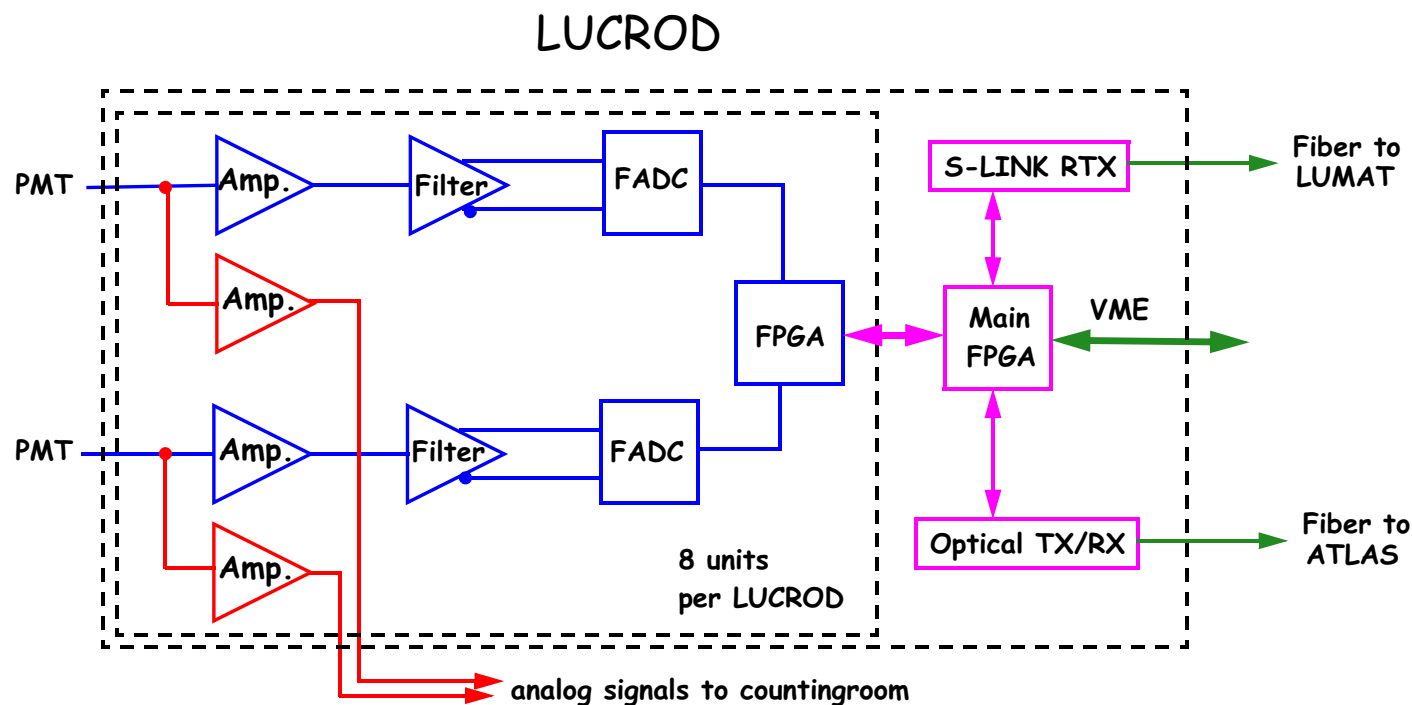 LUCROD
PMT
Amp.
Filter
FADC
S-LINK RTX
Fiber to
LUMAT
Amp.
FPGA
Main
FPGA
VME
PMT
Amp.
Filter
FADC
Amp.
8 units
per LUCROD
Optical TX/RX
Fiber to
ATLAS
analog signals to countingroom